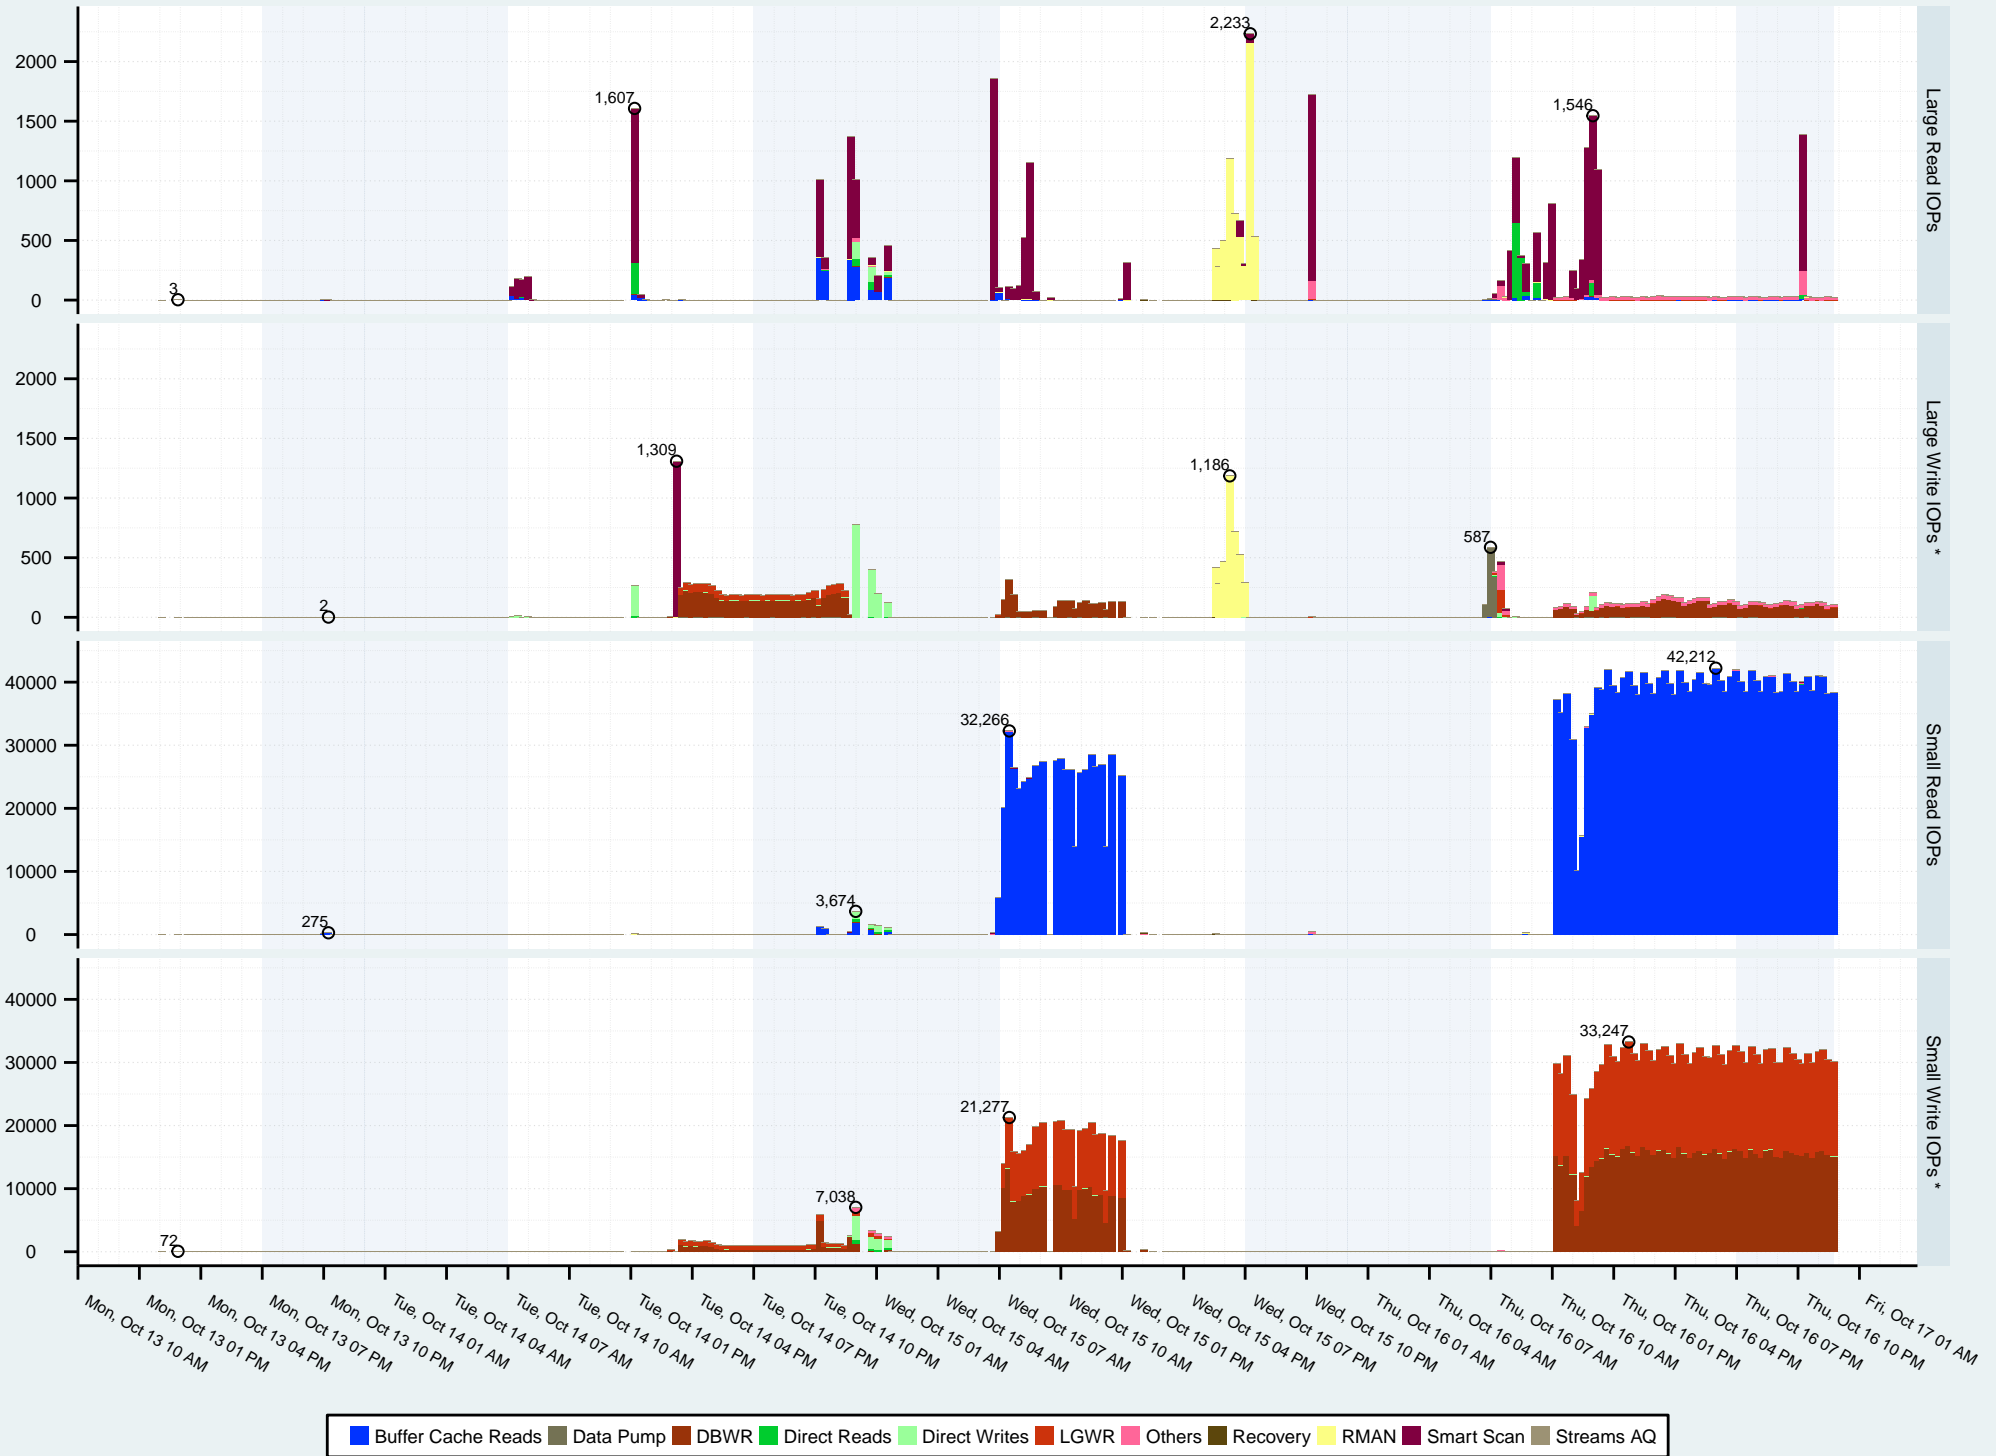 2,233
2000
1,607
1500
1,546
1000
500
3
0
Large Read IOPs
2000
1500
1,309
1,186
1000
500
587
2
0
Large Write IOPs *
42,212
40000
32,266
30000
20000
10000
3,674
275
0
Small Read IOPs
40000
33,247
30000
21,277
20000
10000
7,038
72
0
Small Write IOPs *
Mon, Oct 13 10 AM
Mon, Oct 13 01 PM
Mon, Oct 13 04 PM
Mon, Oct 13 07 PM
Mon, Oct 13 10 PM
Tue, Oct 14 01 AM
Tue, Oct 14 04 AM
Tue, Oct 14 07 AM
Tue, Oct 14 10 AM
Tue, Oct 14 01 PM
Tue, Oct 14 04 PM
Tue, Oct 14 07 PM
Tue, Oct 14 10 PM
Wed, Oct 15 01 AM
Wed, Oct 15 04 AM
Wed, Oct 15 07 AM
Wed, Oct 15 10 AM
Wed, Oct 15 01 PM
Wed, Oct 15 04 PM
Wed, Oct 15 07 PM
Wed, Oct 15 10 PM
Thu, Oct 16 01 AM
Thu, Oct 16 04 AM
Thu, Oct 16 07 AM
Thu, Oct 16 10 AM
Thu, Oct 16 01 PM
Thu, Oct 16 04 PM
Thu, Oct 16 07 PM
Thu, Oct 16 10 PM
Fri, Oct 17 01 AM
Buffer Cache Reads Data Pump DBWR Direct Reads Direct Writes LGWR Others Recovery RMAN Smart Scan Streams AQ